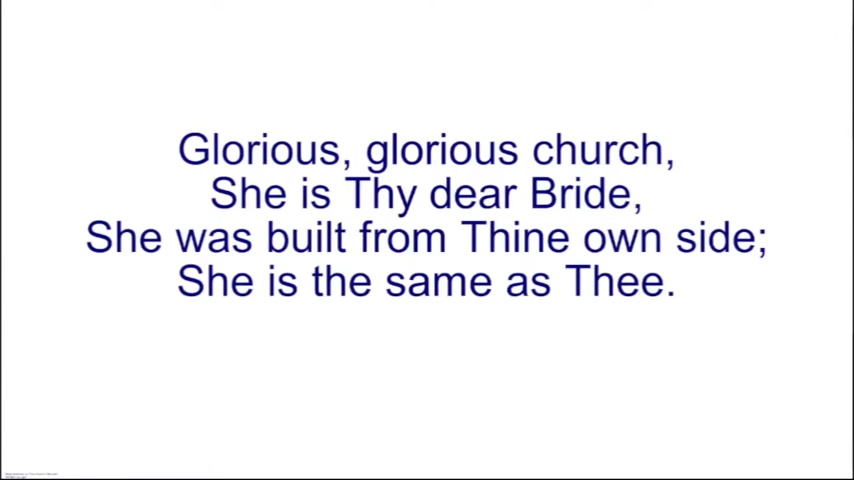 Glorious, glorious church,
She is Thy dear Bride,
She was built from Thine own side;
She is the same as Thee.